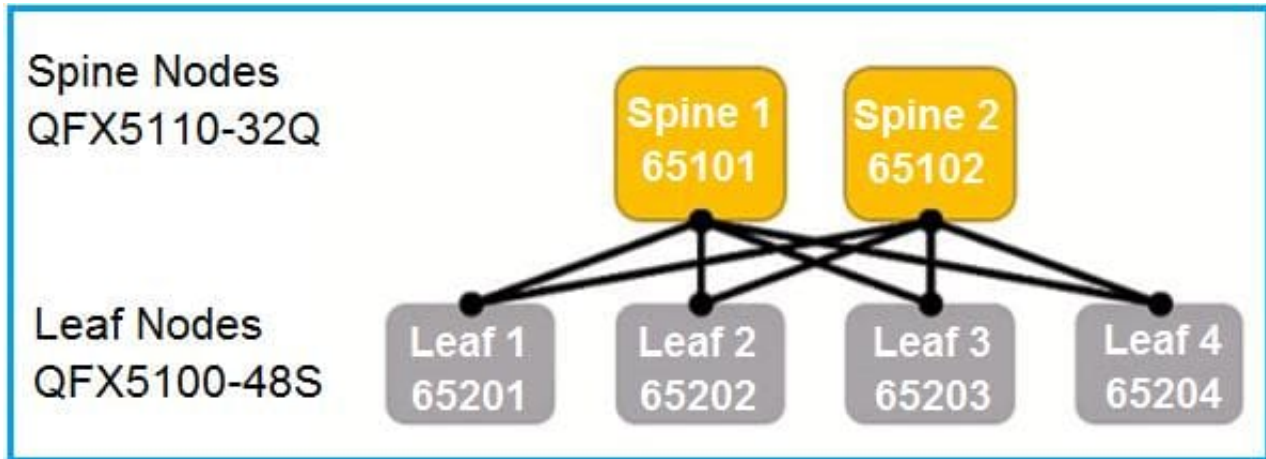 Spine Nodes
QFX5110-32Q
Spine 1
65101
Spine 2
65102
Leaf Nodes
QFX5100-48S
Leaf 1
65201
Leaf 2
65202
Leaf 3
65203
Leaf 4
65204